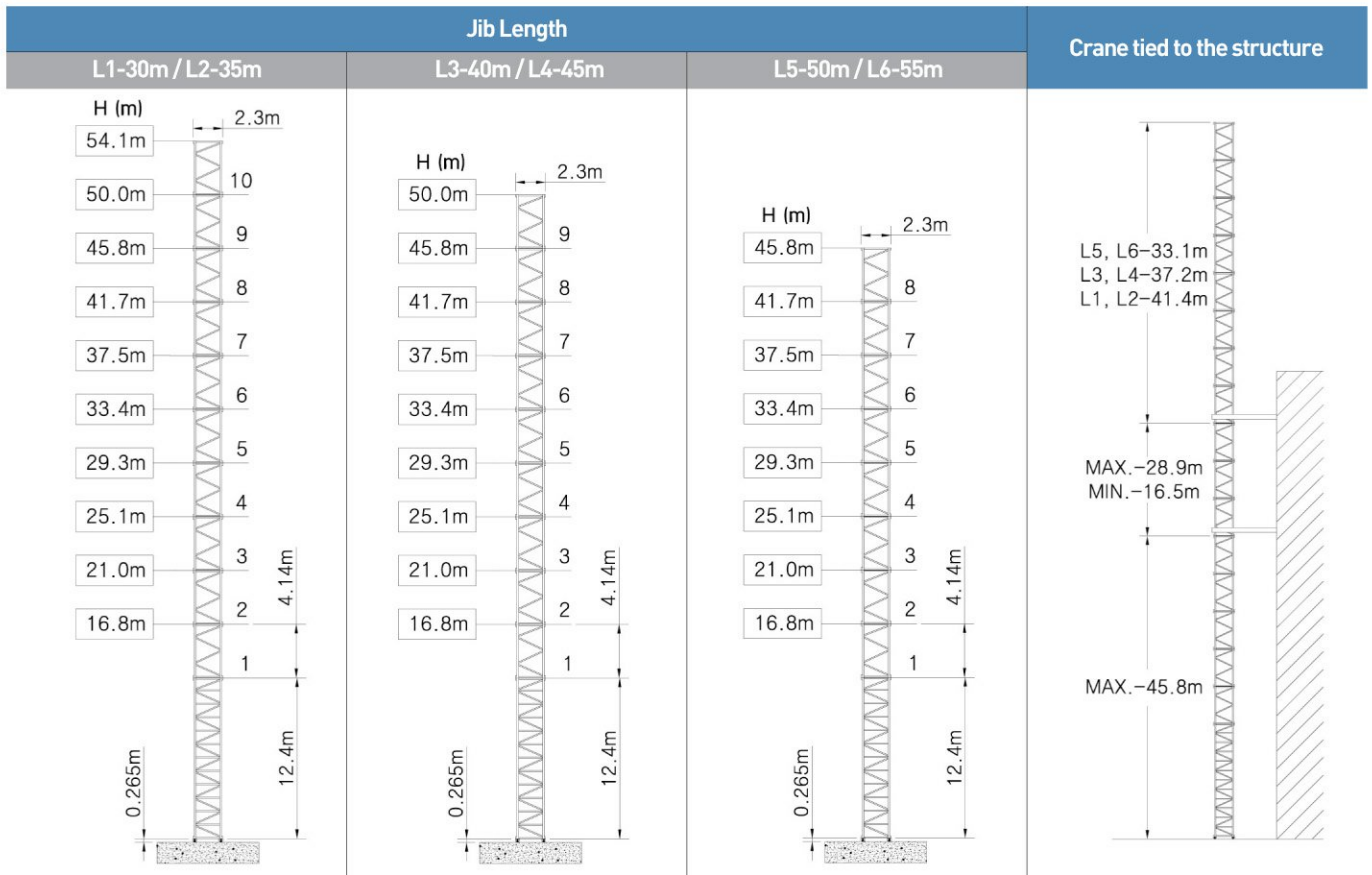 Jib Length
Crane tied to the structure
L1-30m / L2-35m
L3-40m / L4-45m
L5-50m / L6-55m
H (m)
2.3m
54.1m
10
50.0m
9
45.8m
8
41.7m
7
37.5m
6
33.4m
5
29.3m
4
25.1m
3
21.0m
4.14m
2
16.8m
1
12.4m
0.265m
H (m)
2.3m
50.0m
9
45.8m
8
41.7m
7
37.5m
6
33.4m
5
29.3m
4
25.1m
3
21.0m
4.14m
2
16.8m
1
12.4m
0.265m
H (m)
2.3m
45.8m
8
41.7m
7
37.5m
6
33.4m
5
29.3m
4
25.1m
3
21.0m
4.14m
2
16.8m
1
12.4m
0.265m
L5, L6-33.1m
L3, L4-37.2m
L1, L2-41.4m
MAX.-28.9m
MIN.-16.5m
MAX.-45.8m